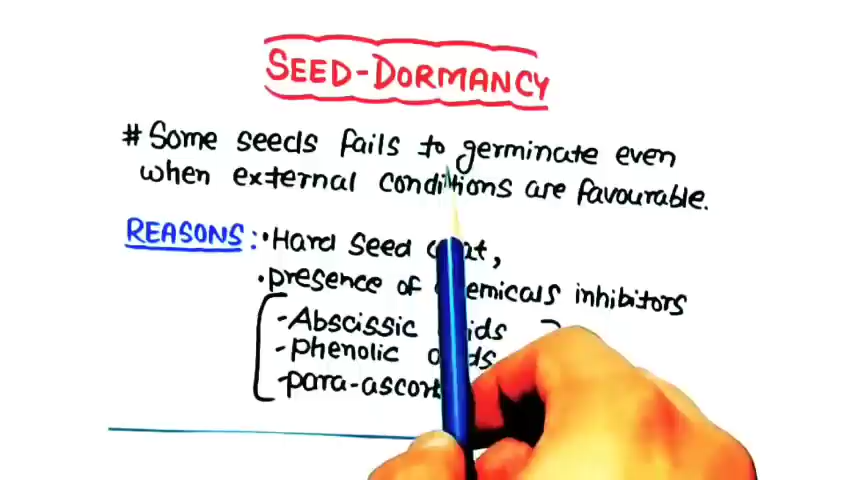 SEED-DORMANCY
# Some seeds fails to germinate even
when external conditions are favourable.
REASONS: • Hard seed
• presence of inhibitors
- Abscissic
- phenolic